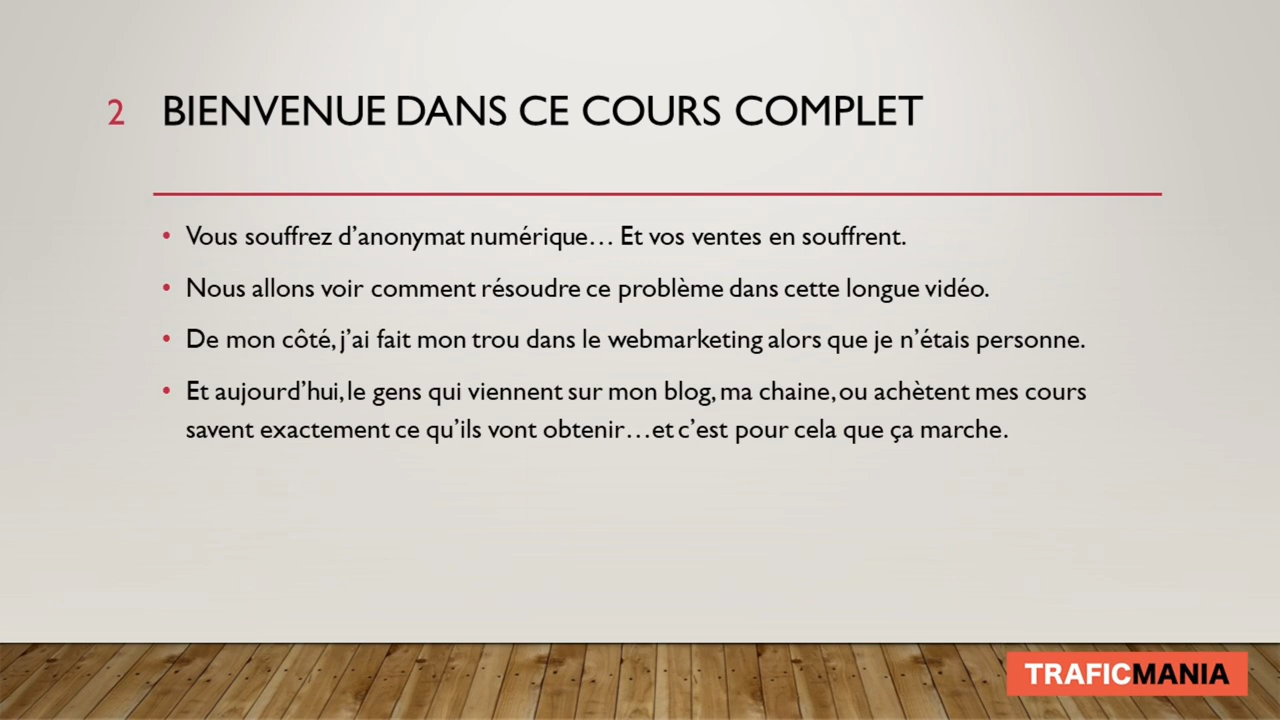 2 BIENVENUE DANS CE COURS COMPLET
• Vous souffrez d’anonymat numérique… Et vos ventes en souffrent.
• Nous allons voir comment résoudre ce problème dans cette longue vidéo.
• De mon côté, j’ai fait mon trou dans le webmarketing alors que je n’étais personne.
• Et aujourd’hui, le gens qui viennent sur mon blog, ma chaine, ou achètent mes cours
savent exactement ce qu’ils vont obtenir…et c’est pour cela que ça marche.
TRAFICMANIA